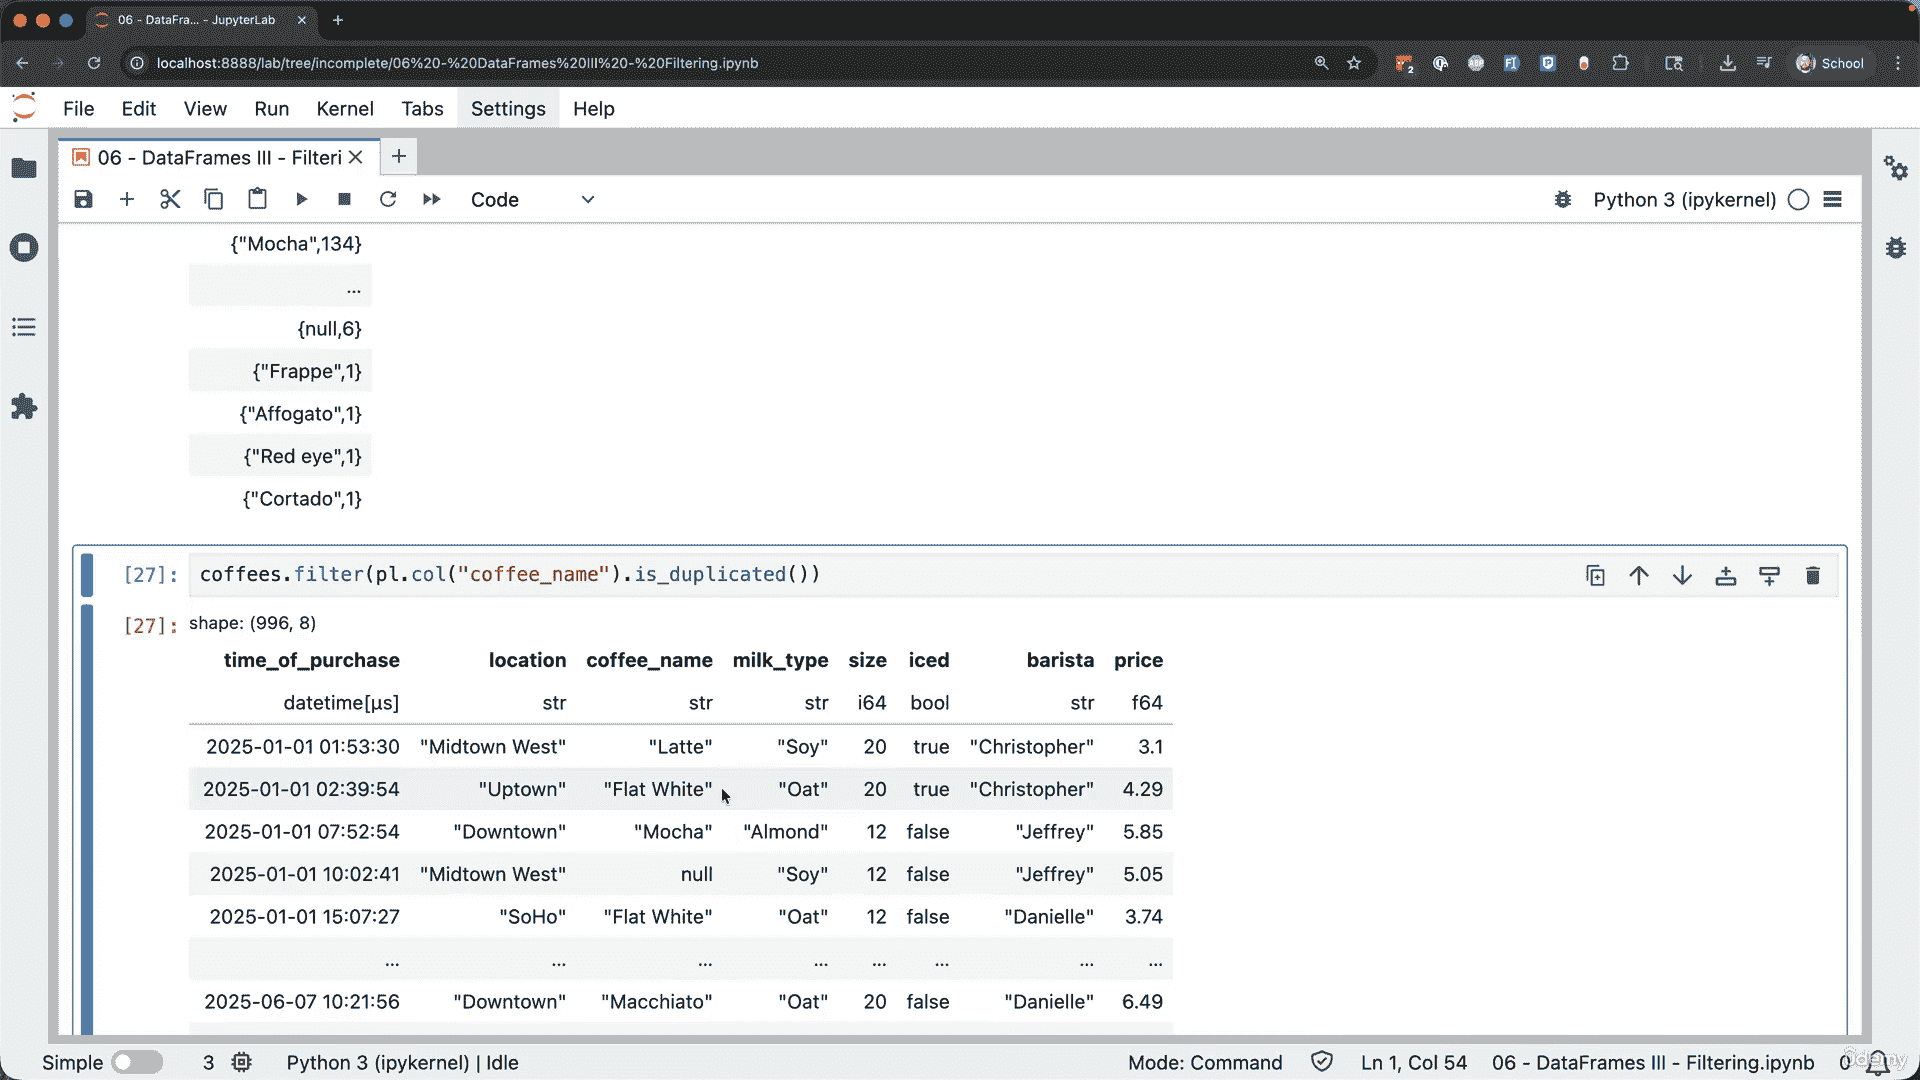 06 - DataFra... - JupyterLab
localhost:8888/lab/tree/incomplete/06%20-%20DataFrames%20III%20-%20Filtering.ipynb
2
ABP
School
File Edit View Run Kernel Tabs Settings Help
06 - DataFrames III - Filteri
Code
Python 3 (ipykernel)
{"Mocha",134}
...
{null,6}
{"Frappe",1}
{"Affogato",1}
{"Red eye",1}
{"Cortado",1}
[27]: coffees.filter(pl.col("coffee_name").is_duplicated())
[27]: shape: (996, 8)
time_of_purchase location coffee_name milk_type size iced barista price
datetime[μs] str str str i64 bool str f64
2025-01-01 01:53:30 "Midtown West" "Latte" "Soy" 20 true "Christopher" 3.1
2025-01-01 02:39:54 "Uptown" "Flat White" "Oat" 20 true "Christopher" 4.29
2025-01-01 07:52:54 "Downtown" "Mocha" "Almond" 12 false "Jeffrey" 5.85
2025-01-01 10:02:41 "Midtown West" null "Soy" 12 false "Jeffrey" 5.05
2025-01-01 15:07:27 "SoHo" "Flat White" "Oat" 12 false "Danielle" 3.74
... ... ... ... ... ... ... ...
2025-06-07 10:21:56 "Downtown" "Macchiato" "Oat" 20 false "Danielle" 6.49
Simple 3 Python 3 (ipykernel) | Idle Mode: Command Ln 1, Col 54 06 - DataFrames III - Filtering.ipynb 0
Udemy